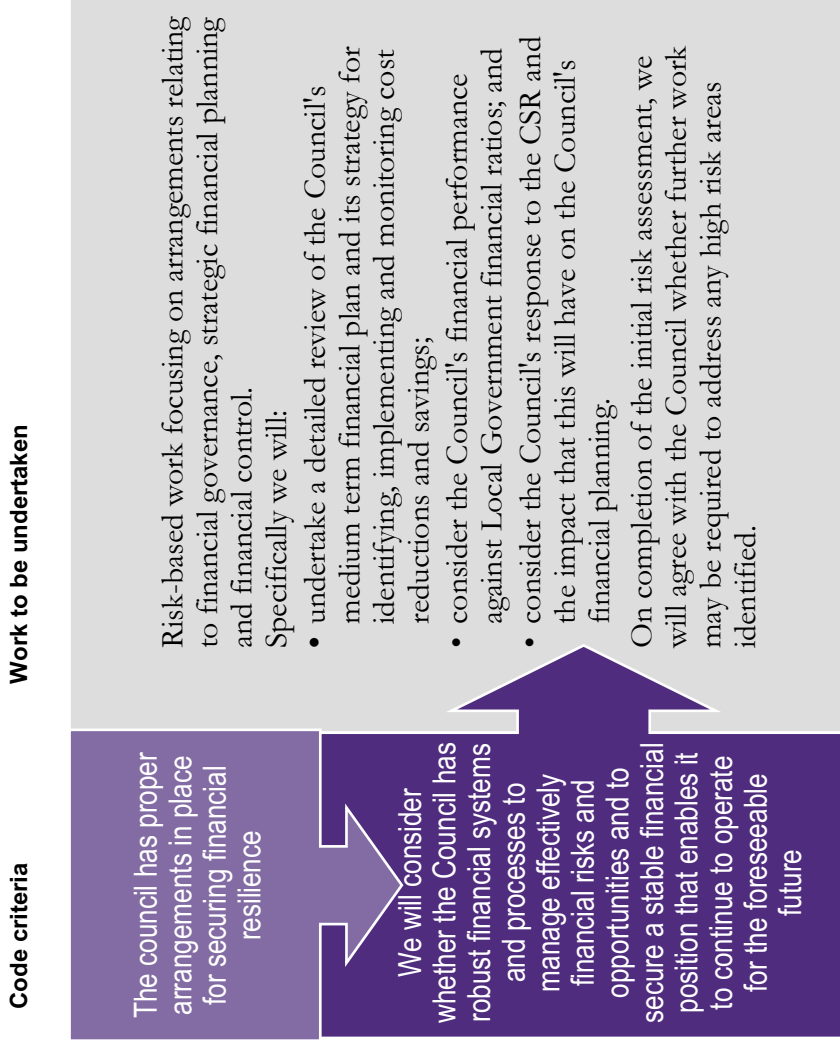 Code criteria
Work to be undertaken
The council has proper
arrangements in place
for securing financial
resilience
We will consider
whether the Council has
robust financial systems
and processes to
manage effectively
financial risks and
opportunities and to
secure a stable financial
position that enables it
to continue to operate
for the foreseeable
future
Risk-based work focusing on arrangements relating
to financial governance, strategic financial planning
and financial control.
Specifically we will:
• undertake a detailed review of the Council's
medium term financial plan and its strategy for
identifying, implementing and monitoring cost
reductions and savings;
• consider the Council's financial performance
against Local Government financial ratios; and
• consider the Council's response to the CSR and
the impact that this will have on the Council's
financial planning.
On completion of the initial risk assessment, we
will agree with the Council whether further work
may be required to address any high risk areas
identified.